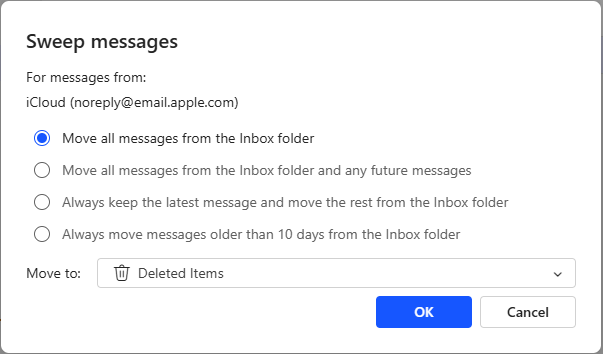 Sweep messages
For messages from:
iCloud (noreply@email.apple.com)
Move all messages from the Inbox folder
Move all messages from the Inbox folder and any future messages
Always keep the latest message and move the rest from the Inbox folder
Always move messages older than 10 days from the Inbox folder
Move to: Deleted Items
OK Cancel